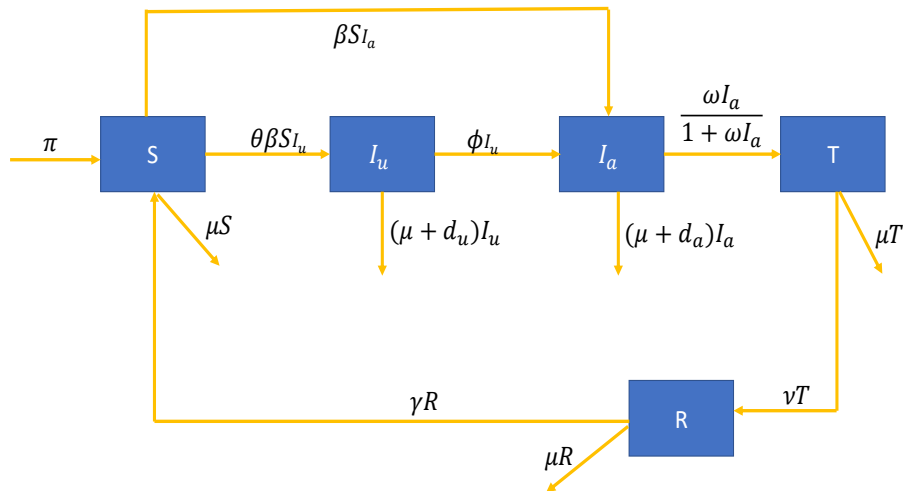 βSI_a
π
S
θβSI_u
I_u
ϕI_u
I_a
ωI_a
1 + ωI_a
T
μS
(μ + d_u)I_u
(μ + d_a)I_a
μT
γR
R
νT
μR